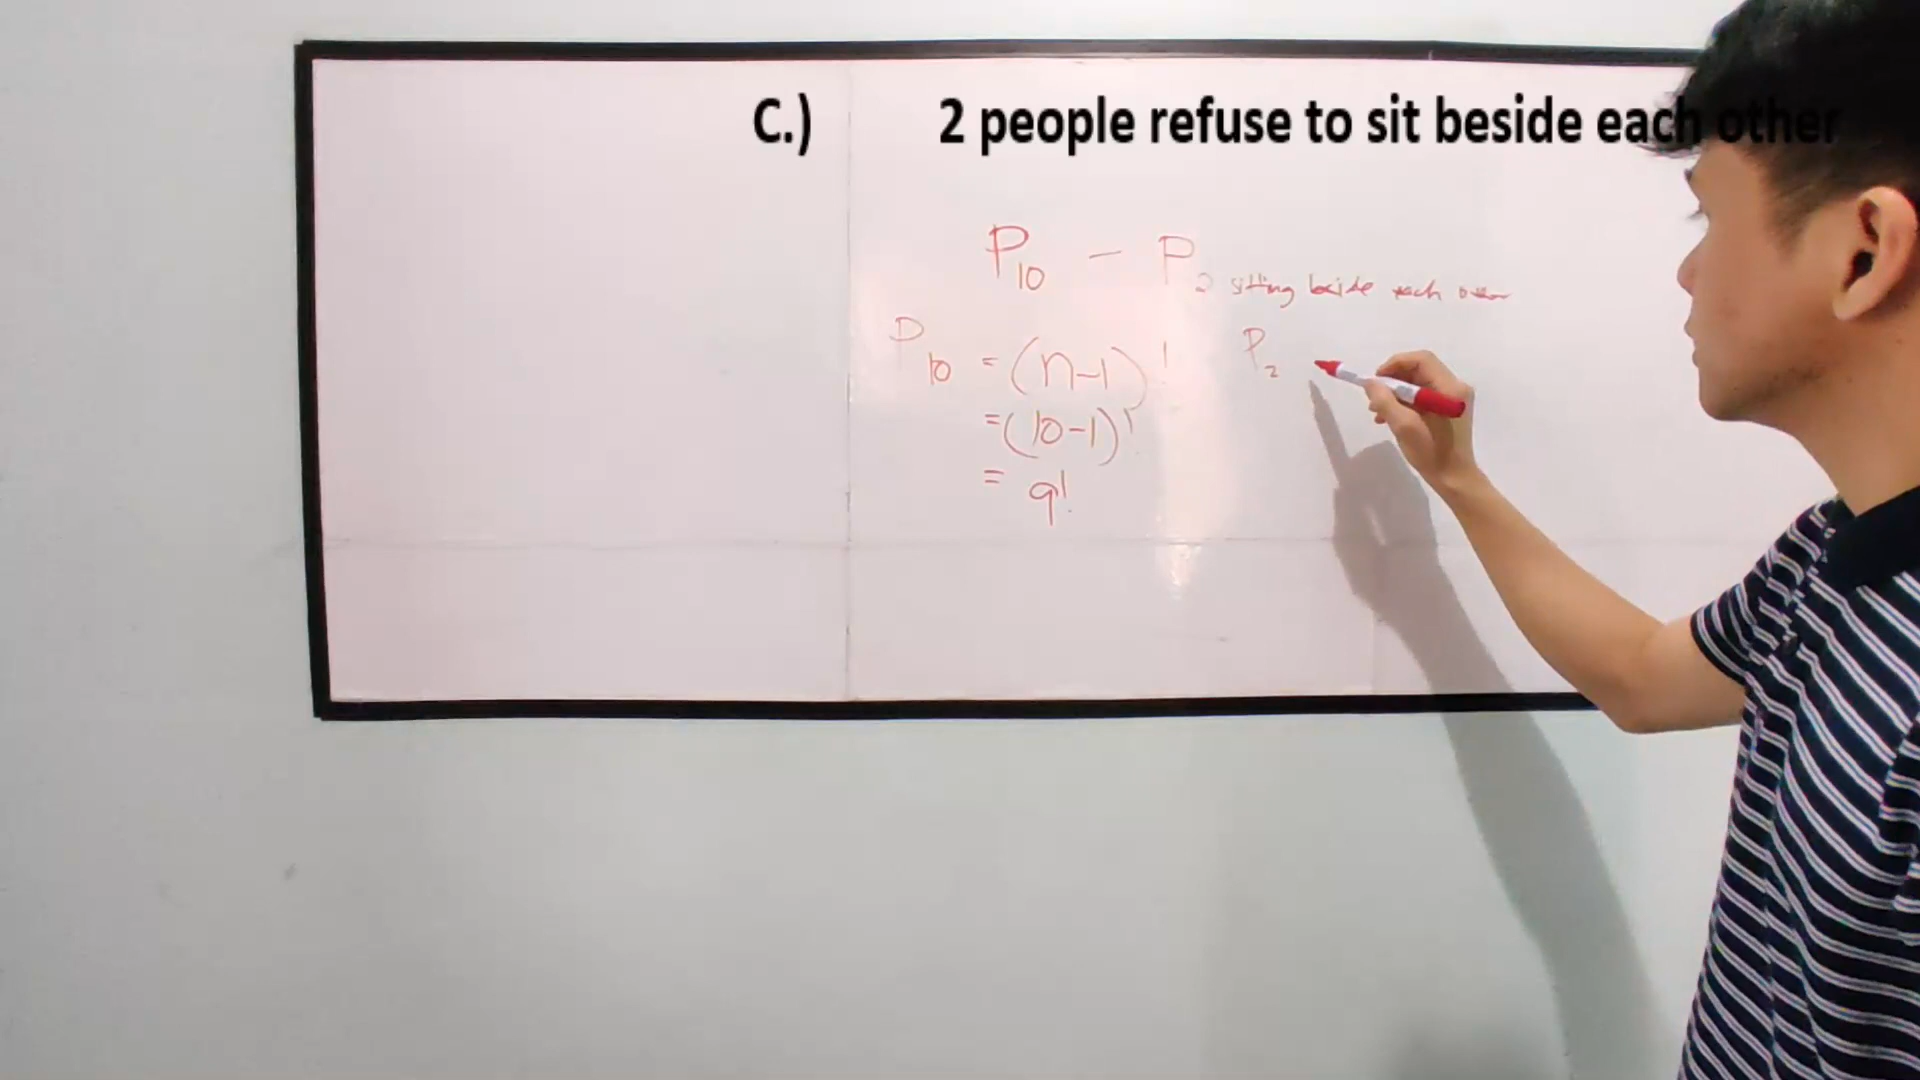 C.) 2 people refuse to sit beside each other
P10 - P2 sitting beside each other
P10 = (n-1)! P2
=(10-1)!
= 9!